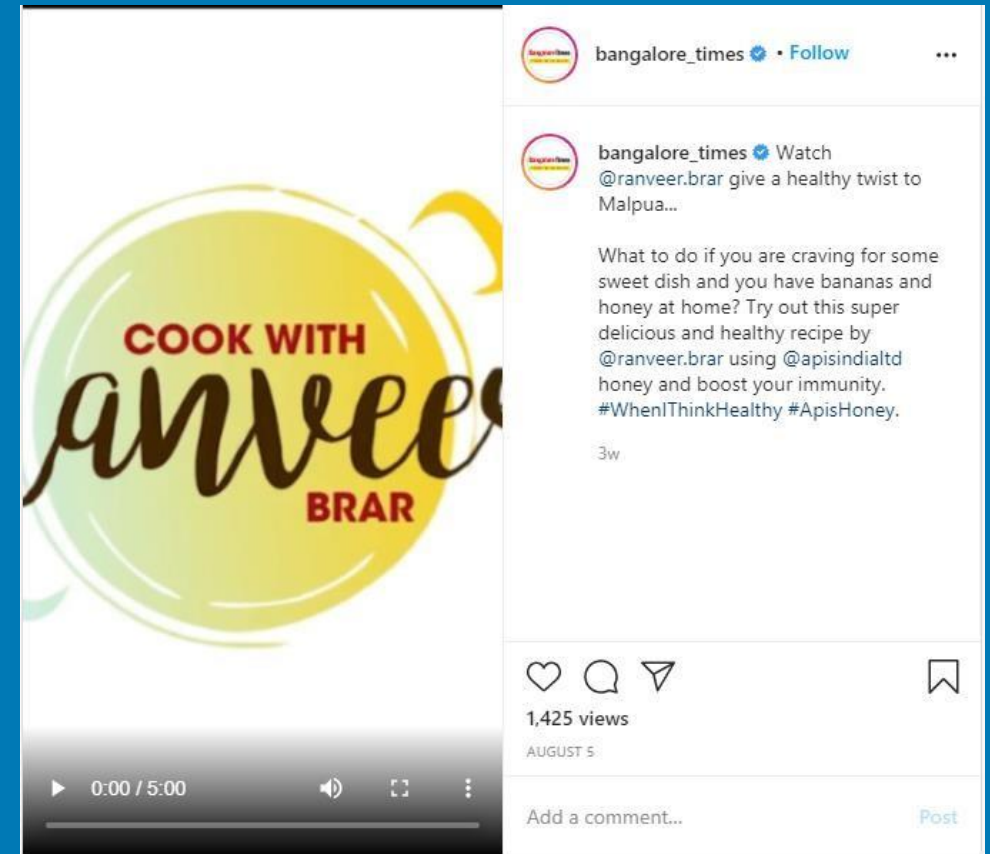 COOK WITH
anvee
BRAR
0:00 / 5:00
bangalore_times • Follow
bangalore_times Watch
@ranveer.brar give a healthy twist to
Malpua...
What to do if you are craving for some
sweet dish and you have bananas and
honey at home? Try out this super
delicious and healthy recipe by
@ranveer.brar using @apisindialtd
honey and boost your immunity.
#WhenIThinkHealthy #ApisHoney.
3w
1,425 views
AUGUST 5
Add a comment...
Post